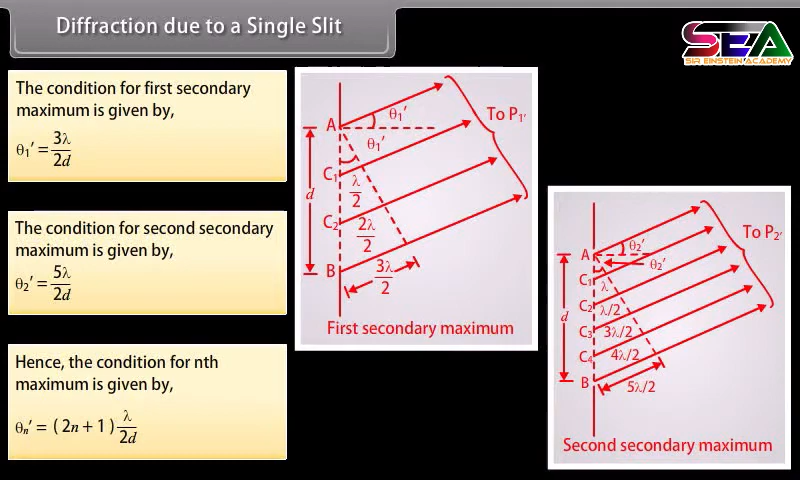 Diffraction due to a Single Slit
SEA
SIR EINSTEIN ACADEMY
The condition for first secondary
maximum is given by,
θ₁′ = 3λ/2d
The condition for second secondary
maximum is given by,
θ₂′ = 5λ/2d
Hence, the condition for nth
maximum is given by,
θₙ′ = (2n + 1) λ/2d
A
θ₁′
To P₁′
θ₁′
d
C₁
λ/2
C₂
2λ/2
B
3λ/2
First secondary maximum
A
θ₂′
To P₂′
θ₂′
C₁
λ
C₂
λ/2
d
C₃
3λ/2
C₄
4λ/2
B
5λ/2
Second secondary maximum